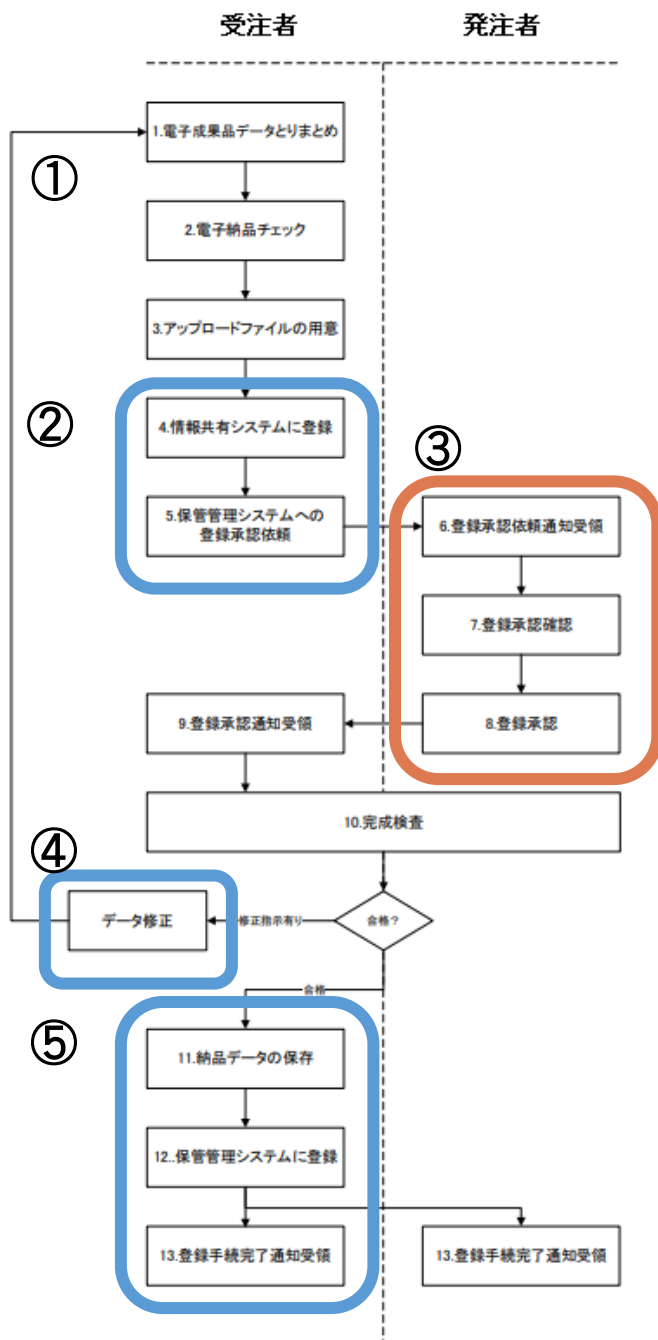 受注者
発注者
1.電子成果品データとりまとめ
①
2.電子納品チェック
3.アップロードファイルの用意
②
4.情報共有システムに登録
③
5.保管管理システムへの
登録承認依頼
6.登録承認依頼通知受領
7.登録承認確認
9.登録承認通知受領
8.登録承認
10.完成検査
④
データ修正
修正指示有り
合格?
合格
⑤
11.納品データの保存
12..保管管理システムに登録
13.登録手続完了通知受領
13.登録手続完了通知受領